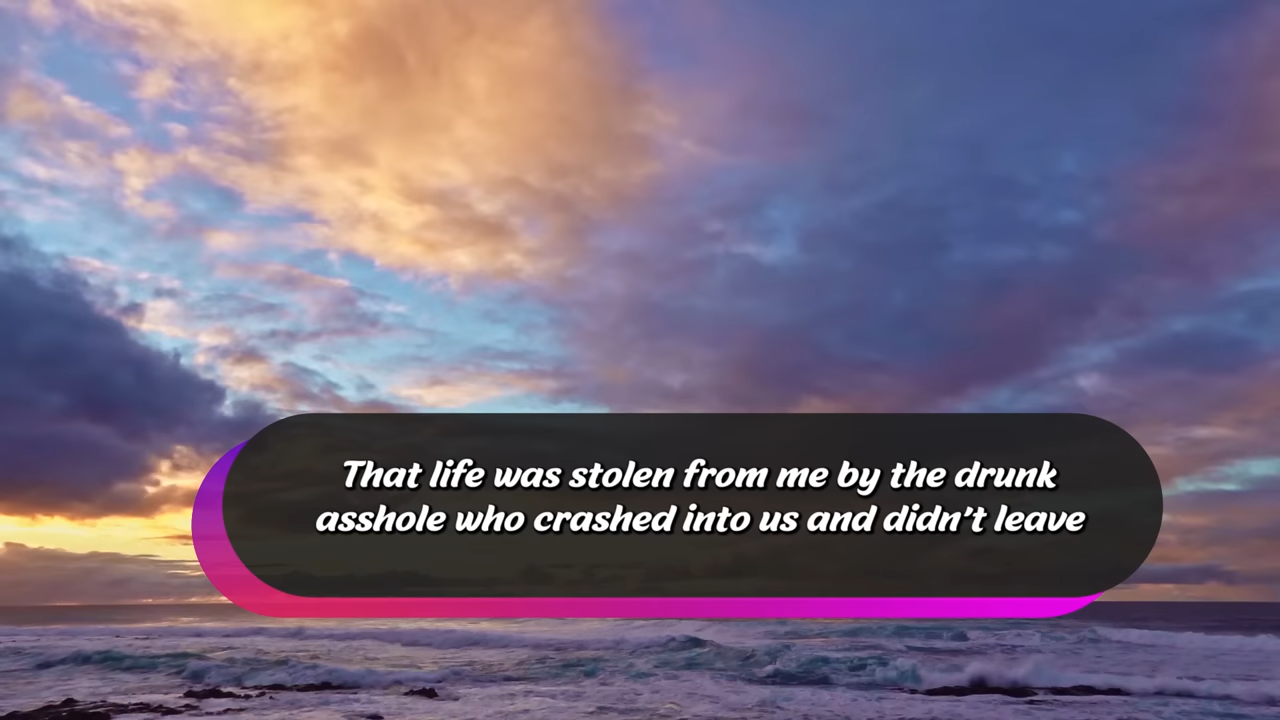 That life was stolen from me by the drunk
asshole who crashed into us and didn't leave